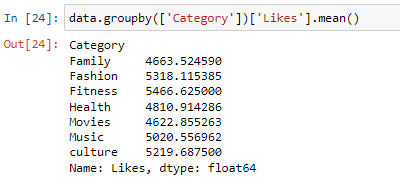 In [24]: data.groupby(['Category'])['Likes'].mean()
Out[24]: Category
Family 4663.524590
Fashion 5318.115385
Fitness 5466.625000
Health 4810.914286
Movies 4622.855263
Music 5020.556962
culture 5219.687500
Name: Likes, dtype: float64